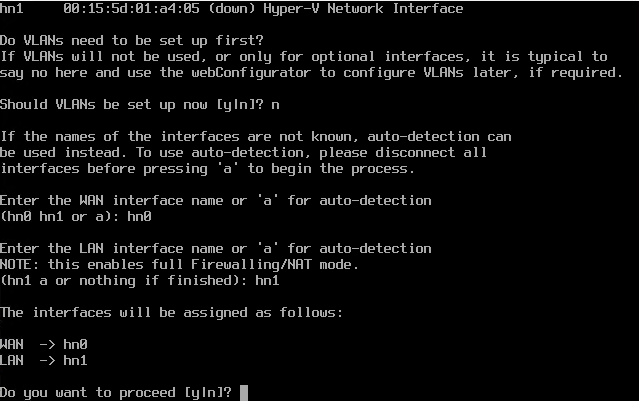 hn1     00:15:5d:01:a4:05 (down) Hyper-V Network Interface
Do VLANs need to be set up first?
If VLANs will not be used, or only for optional interfaces, it is typical to
say no here and use the webConfigurator to configure VLANs later, if required.
Should VLANs be set up now [y|n]? n
If the names of the interfaces are not known, auto-detection can
be used instead. To use auto-detection, please disconnect all
interfaces before pressing 'a' to begin the process.
Enter the WAN interface name or 'a' for auto-detection
(hn0 hn1 or a): hn0
Enter the LAN interface name or 'a' for auto-detection
NOTE: this enables full Firewalling/NAT mode.
(hn1 a or nothing if finished): hn1
The interfaces will be assigned as follows:
WAN  -> hn0
LAN  -> hn1
Do you want to proceed [y|n]?